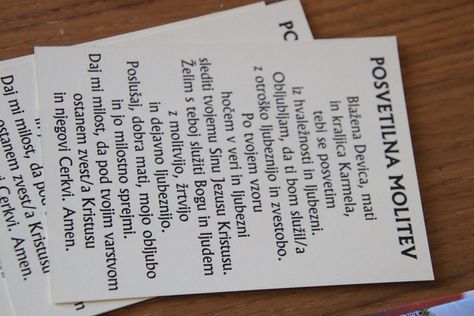 POSVETILNA MOLITEV
Blažena Devica, mati
in kraljica Karmela,
tebi se posvetim
iz hvaležnosti in ljubezni.
Obljubljam, da ti bom služil/a
z otroško ljubeznijo in zvestobo.
Po tvojem vzoru
hočem v veri in ljubezni
slediti tvojemu Sinu Jezusu Kristusu.
Želim s teboj služiti Bogu in ljudem
z molitvijo, žrtvijo
in dejavno ljubeznijo.
Poslušaj, dobra mati, mojo obljubo
in jo milostno sprejmi.
Daj mi milost, da pod tvojim varstvom
ostanem zvest/a Kristusu
in njegovi Cerkvi. Amen.
PO
Daj mi milost, da pod
ostanem zvest/a Kristusu
in njegovi Cerkvi. Amen.